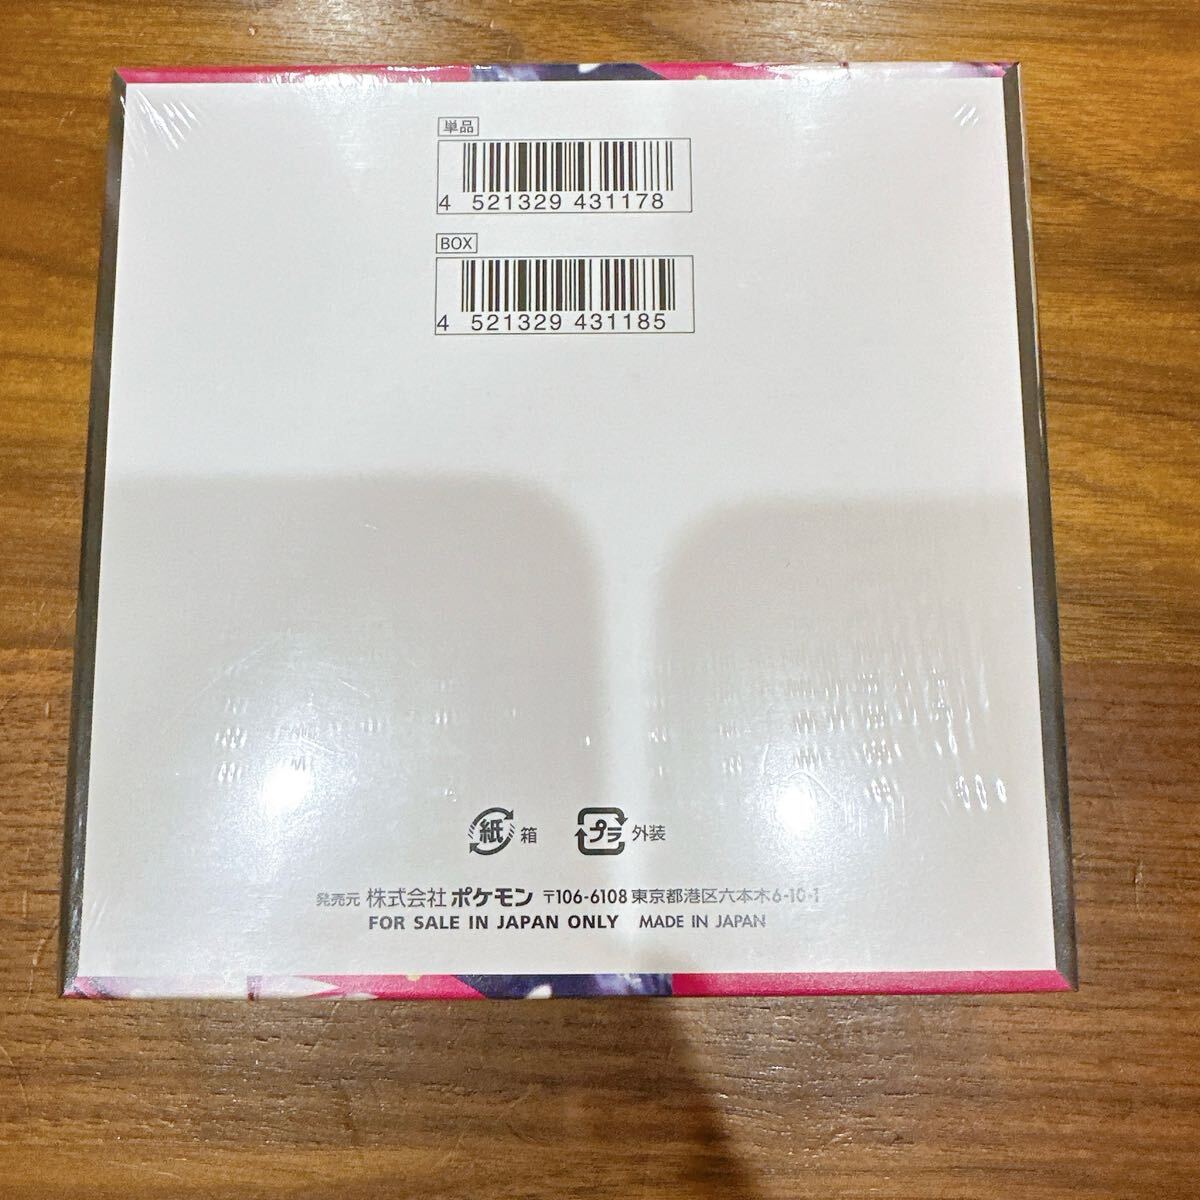 単品
4 521329 431178
BOX
4 521329 431185
紙 箱 プラ 外装
発売元 株式会社ポケモン 〒106-6108 東京都港区六本木6-10-1
FOR SALE IN JAPAN ONLY MADE IN JAPAN